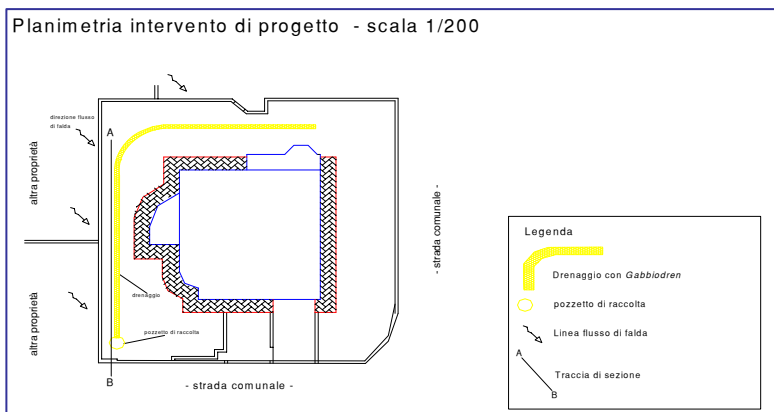 Planimetria intervento di progetto - scala 1/200
direzione flusso
di falda
A
altra proprietà
- strada comunale -
altra proprietà
drenaggio
pozzetto di raccolta
B
- strada comunale -
Legenda
Drenaggio con Gabbiodren
pozzetto di raccolta
Linea flusso di falda
A
Traccia di sezione
B